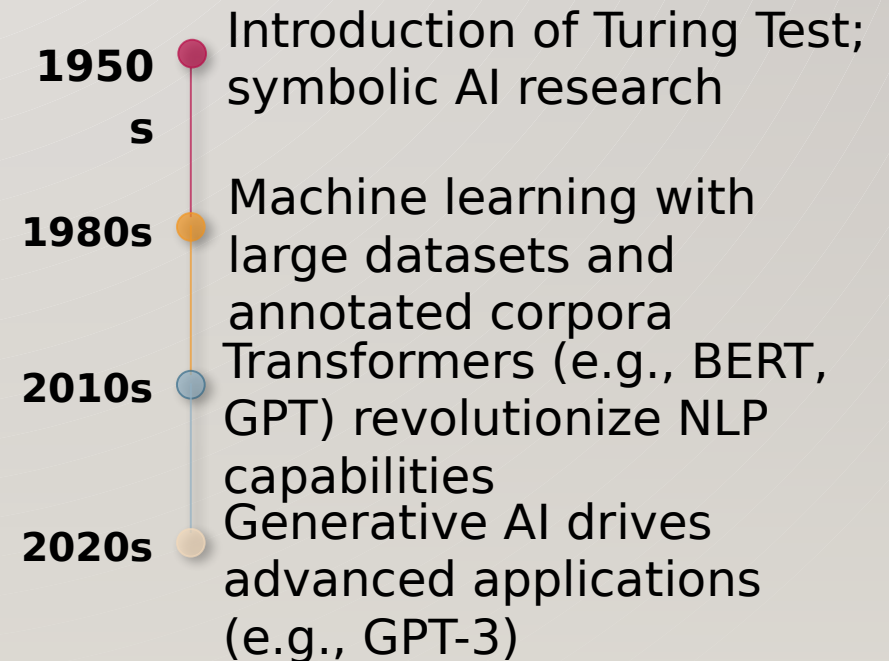 1950
s
Introduction of Turing Test;
symbolic AI research
1980s
Machine learning with
large datasets and
annotated corpora
2010s
Transformers (e.g., BERT,
GPT) revolutionize NLP
capabilities
2020s
Generative AI drives
advanced applications
(e.g., GPT-3)